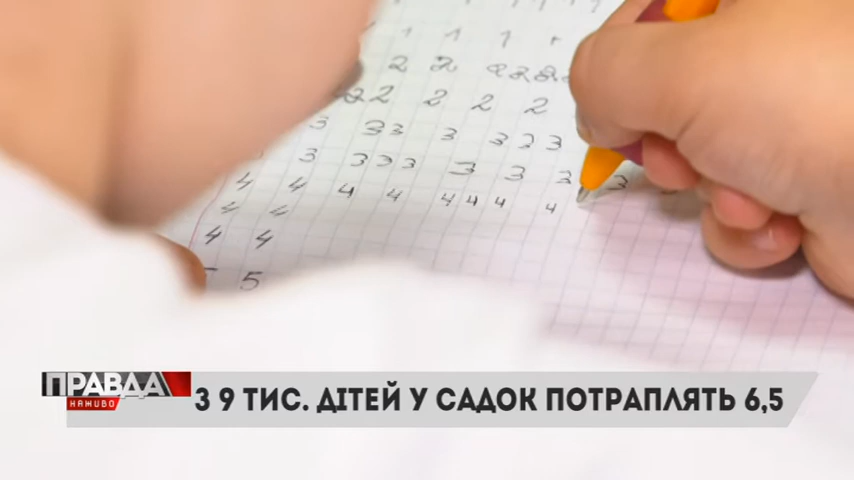 1 1 1
2 2 2 2 2 2
2 2 2 2 2
3 3 3 3 3 2 3
3 3 3 3 3 3 3 3
4 4 4 4 4 4 4 4
4 4
4 4
5
ПРАВДА
НАЖИВО
З 9 ТИС. ДІТЕЙ У САДОК ПОТРАПЛЯТЬ 6,5